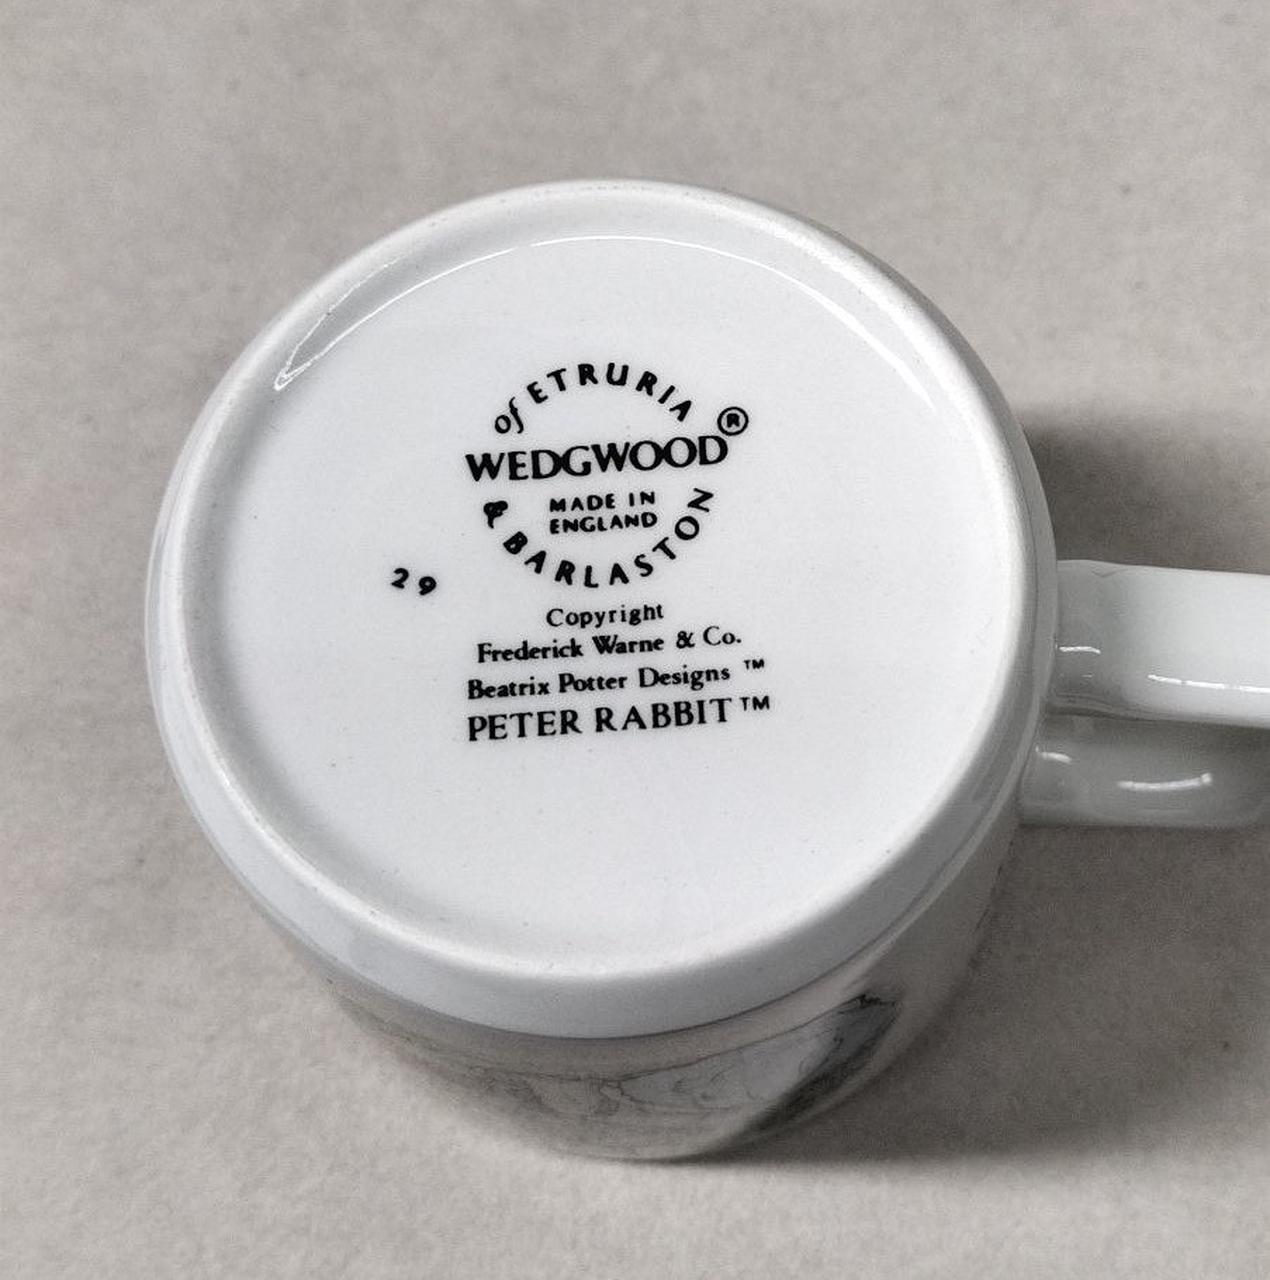 of ETRURIA
WEDGWOOD®
MADE IN
ENGLAND
& BARLASTON
29
Copyright
Frederick Warne & Co.
Beatrix Potter Designs ™
PETER RABBIT™